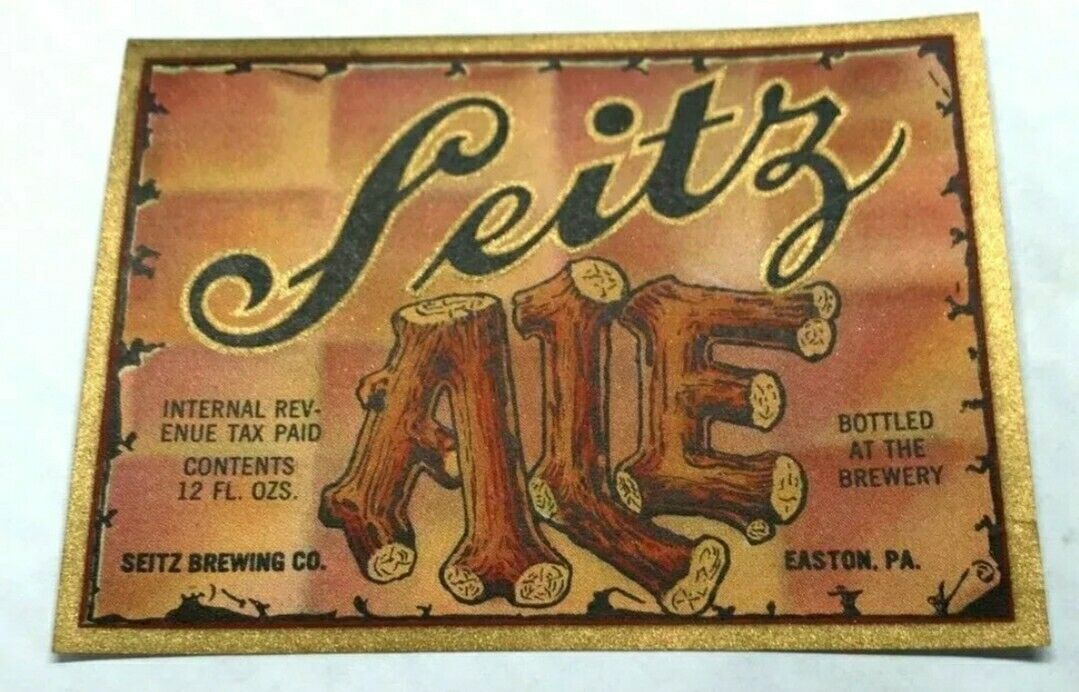 Seitz
ALE
INTERNAL REV-
ENUE TAX PAID
CONTENTS
12 FL. OZS.
SEITZ BREWING CO.
BOTTLED
AT THE
BREWERY
EASTON, PA.